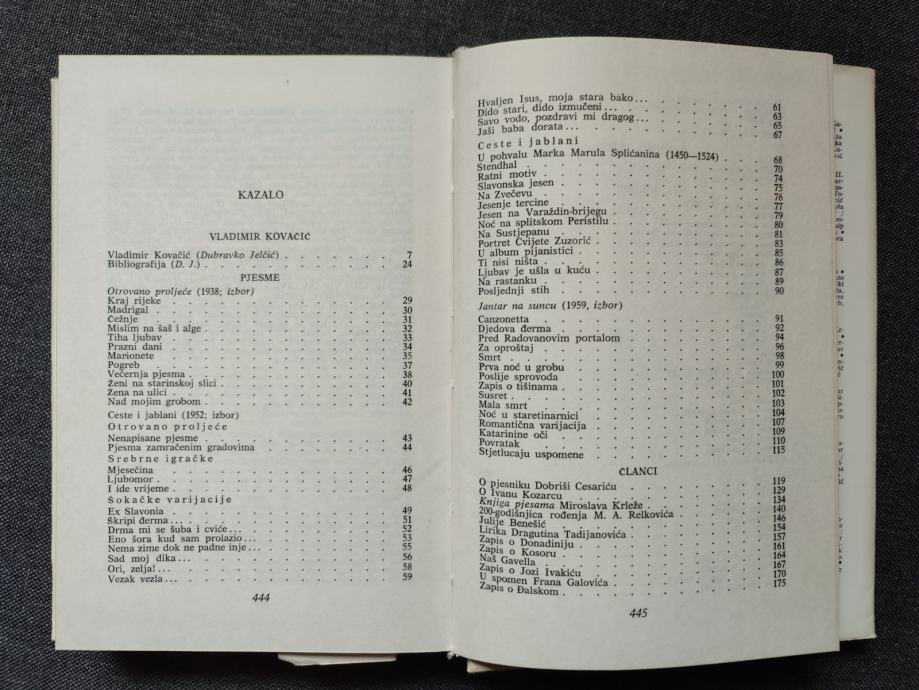 KAZALO
VLADIMIR KOVAČIĆ
Vladimir Kovačić (Dubravko Jelčić) . . . . . . . 7
Bibliografija (D. J.) . . . . . . . . . . 24
PJESME
Otrovano proljeće (1938; izbor)
Kraj rijeke . . . . . . . . . . 29
Madrigal . . . . . . . . . . 30
Čežnje . . . . . . . . . . 31
Mislim na šaš i alge . . . . . . . . . . 32
Tiha ljubav . . . . . . . . . . 33
Prazni dani . . . . . . . . . . 34
Marionete . . . . . . . . . . 35
Pogreb . . . . . . . . . . 37
Večernja pjesma . . . . . . . . . . 38
Ženi na starinskoj slici . . . . . . . . . . 40
Žena na ulici . . . . . . . . . . 41
Nad mojim grobom . . . . . . . . . . 42
Ceste i jablani (1952; izbor)
Otrovano proljeće
Nenapisane pjesme . . . . . . . . . . 43
Pjesma zamračenim gradovima . . . . . . . . 44
Srebrne igračke
Mjesečina . . . . . . . . . . 46
Ljubomor . . . . . . . . . . 47
I ide vrijeme . . . . . . . . . . 48
Šokačke varijacije
Ex Slavonia . . . . . . . . . . 49
Škripi đerma... . . . . . . . . . . 51
Drma mi se šuba i cviće... . . . . . . . . 52
Eno šora kud sam prolazio... . . . . . . . . 53
Nema zime dok ne padne inje... . . . . . . . 55
Sad moj dika... . . . . . . . . . . 56
Ori, zelja!... . . . . . . . . . . 58
Vezak vezla... . . . . . . . . . . 59
444
Hvaljen Isus, moja stara bako... . . . . . . 61
Dido stari, dido izmučeni... . . . . . . . 63
Savo vodo, pozdravi mi dragog... . . . . . . 65
Jaši baba dorata... . . . . . . . . 67
Ceste i jablani
U pohvalu Marka Marula Splićanina (1450—1524) . . . 68
Stendhal . . . . . . . . . . 70
Ratni motiv . . . . . . . . . . 74
Slavonska jesen . . . . . . . . . . 75
Na Zvečevu . . . . . . . . . . 76
Jesenje tercine . . . . . . . . . . 77
Jesen na Varaždin-brijegu . . . . . . . . 79
Noć na splitskom Peristilu . . . . . . . . 80
Na Sustjepanu . . . . . . . . . . 81
Portret Cvijete Zuzorić . . . . . . . . 83
U album pijanistici . . . . . . . . . . 85
Ti nisi ništa . . . . . . . . . . 86
Ljubav je ušla u kuću . . . . . . . . 87
Na rastanku . . . . . . . . . . 89
Posljednji stih . . . . . . . . . . 90
Jantar na suncu (1959, izbor)
Canzonetta . . . . . . . . . . 91
Djedova đerma . . . . . . . . . . 92
Pred Radovanovim portalom . . . . . . . . 94
Za oproštaj . . . . . . . . . . 96
Smrt . . . . . . . . . . 98
Prva noć u grobu . . . . . . . . . . 99
Poslije sprovoda . . . . . . . . . . 100
Zapis o tišinama . . . . . . . . . . 101
Susret . . . . . . . . . . 102
Mala smrt . . . . . . . . . . 103
Noć u staretinarnici . . . . . . . . . . 104
Romantična varijacija . . . . . . . . 107
Katarinine oči . . . . . . . . . . 109
Povratak . . . . . . . . . . 110
Stjetlucaju uspomene . . . . . . . . 115
ČLANCI
O pjesniku Dobriši Cesariću . . . . . . . . 119
O Ivanu Kozarcu . . . . . . . . . . 129
Knjiga pjesama Miroslava Krleže . . . . . . 134
200-godišnjica rođenja M. A. Relkovića . . . . . 140
Julije Benešić . . . . . . . . . . 146
Lirika Dragutina Tadijanovića . . . . . . . 154
Zapis o Donadiniju . . . . . . . . . . 157
Zapis o Kosoru . . . . . . . . . . 161
Naš Gavella . . . . . . . . . . 164
Zapis o Jozi Ivakiću . . . . . . . . . . 167
U spomen Frana Galovića . . . . . . . . 170
Zapis o Đalskom . . . . . . . . . . 175
445